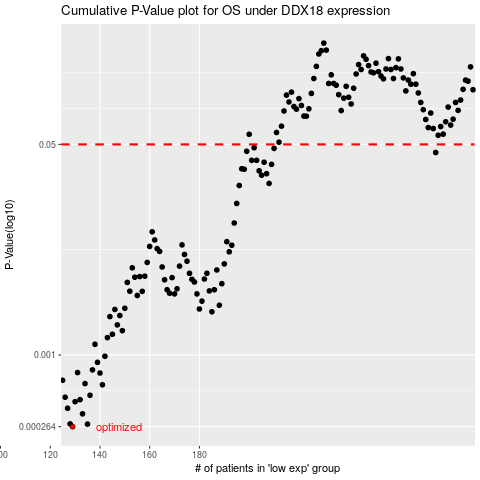 Cumulative P-Value plot for OS under DDX18 expression
P-Value(log10)
0.05
0.001
0.000264
optimized
00 120 140 160 180
# of patients in 'low exp' group